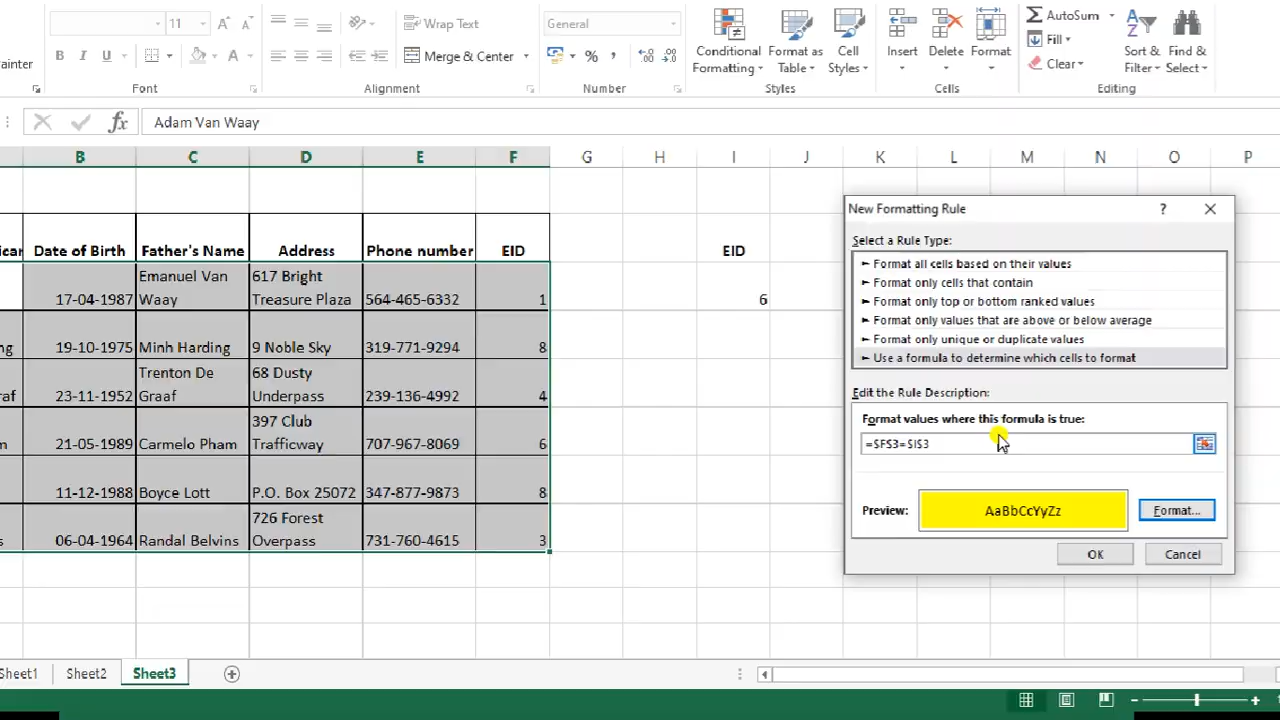 11
Wrap Text
General
Conditional Formatting
Format as Table
Cell Styles
Insert
Delete
Format
AutoSum
Fill
Clear
Sort & Filter
Find & Select
ainter
B I U
A
Merge & Center
%
Font
Alignment
Number
Styles
Cells
Editing
fx
Adam Van Waay
B C D E F G H I J K L M N O P
Date of Birth Father's Name Address Phone number EID
EID
17-04-1987 Emanuel Van Waay 617 Bright Treasure Plaza 564-465-6332 1
6
ng 19-10-1975 Minh Harding 9 Noble Sky 319-771-9294 8
raf 23-11-1952 Trenton De Graaf 68 Dusty Underpass 239-136-4992 4
m 21-05-1989 Carmelo Pham 397 Club Trafficway 707-967-8069 6
11-12-1988 Boyce Lott P.O. Box 25072 347-877-9873 8
s 06-04-1964 Randal Belvins 726 Forest Overpass 731-760-4615 3
New Formatting Rule ?
Select a Rule Type:
► Format all cells based on their values
► Format only cells that contain
► Format only top or bottom ranked values
► Format only values that are above or below average
► Format only unique or duplicate values
► Use a formula to determine which cells to format
Edit the Rule Description:
Format values where this formula is true:
=$F$3=$I$3
Preview:
AaBbCcYyZz
Format...
OK
Cancel
Sheet1 Sheet2 Sheet3